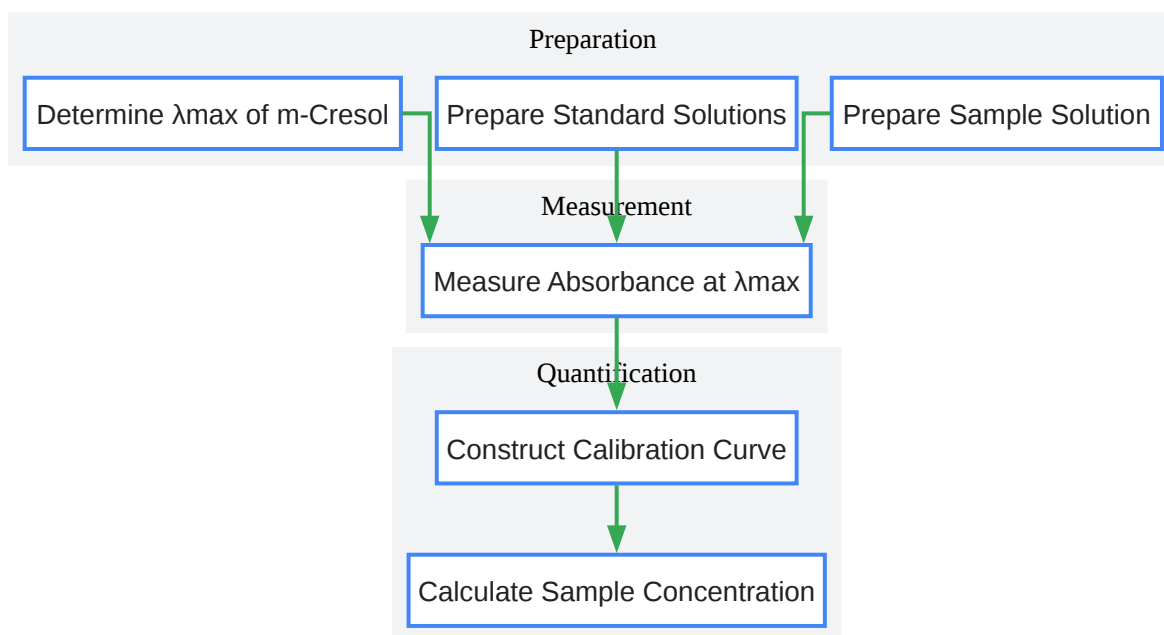 Preparation
Determine λmax of m-Cresol
Prepare Standard Solutions
Prepare Sample Solution
Measurement
Measure Absorbance at λmax
Quantification
Construct Calibration Curve
Calculate Sample Concentration